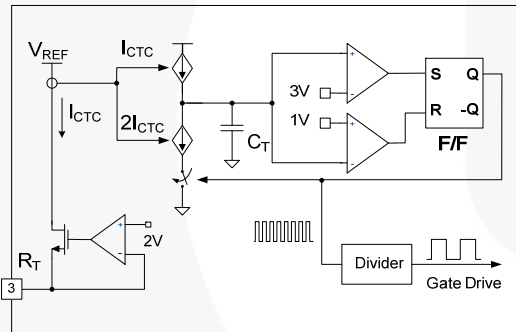 VREF
ICTC
ICTC
2ICTC
CT
3V
1V
+
-
+
-
S Q
R -Q
F/F
RT
+
-
2V
3
Divider
Gate Drive